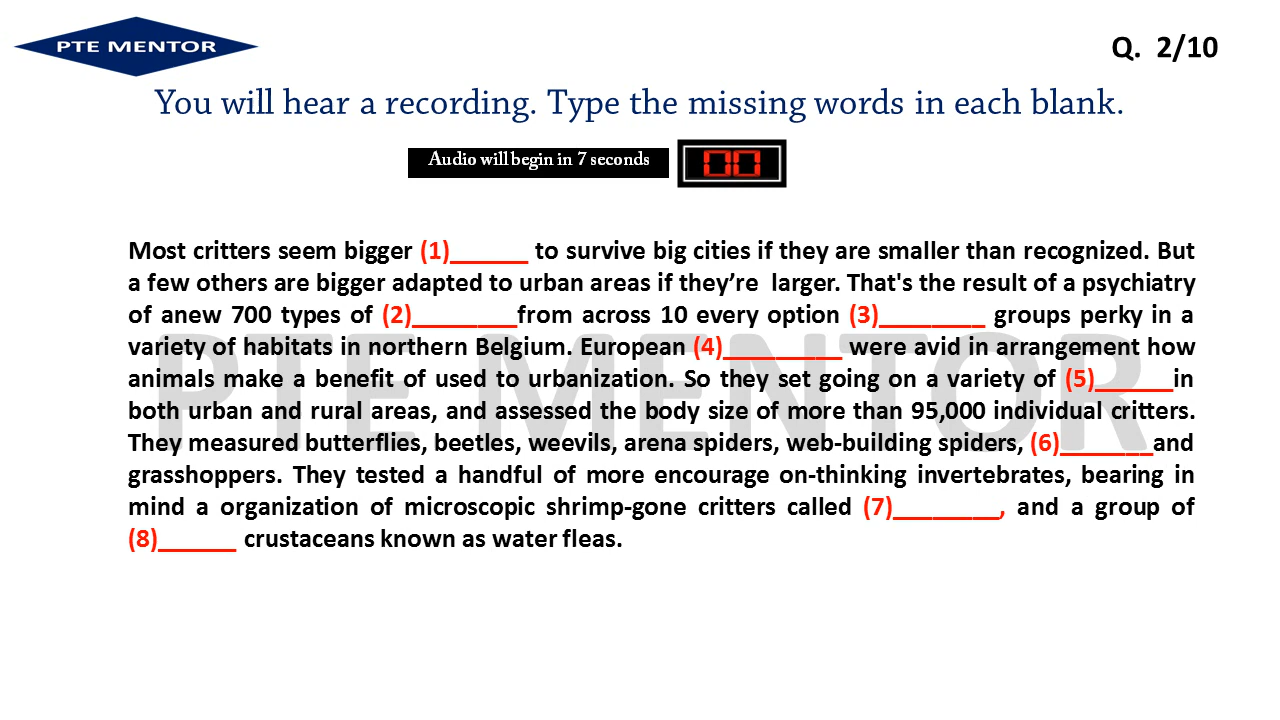 PTE MENTOR
Q. 2/10
You will hear a recording. Type the missing words in each blank.
Audio will begin in 7 seconds
00
Most critters seem bigger (1)______ to survive big cities if they are smaller than recognized. But
a few others are bigger adapted to urban areas if they’re larger. That's the result of a psychiatry
of anew 700 types of (2)________from across 10 every option (3)________ groups perky in a
variety of habitats in northern Belgium. European (4)_________ were avid in arrangement how
animals make a benefit of used to urbanization. So they set going on a variety of (5)______in
both urban and rural areas, and assessed the body size of more than 95,000 individual critters.
They measured butterflies, beetles, weevils, arena spiders, web-building spiders, (6)_______and
grasshoppers. They tested a handful of more encourage on-thinking invertebrates, bearing in
mind a organization of microscopic shrimp-gone critters called (7)________, and a group of
(8)______ crustaceans known as water fleas.
PTE MENTOR